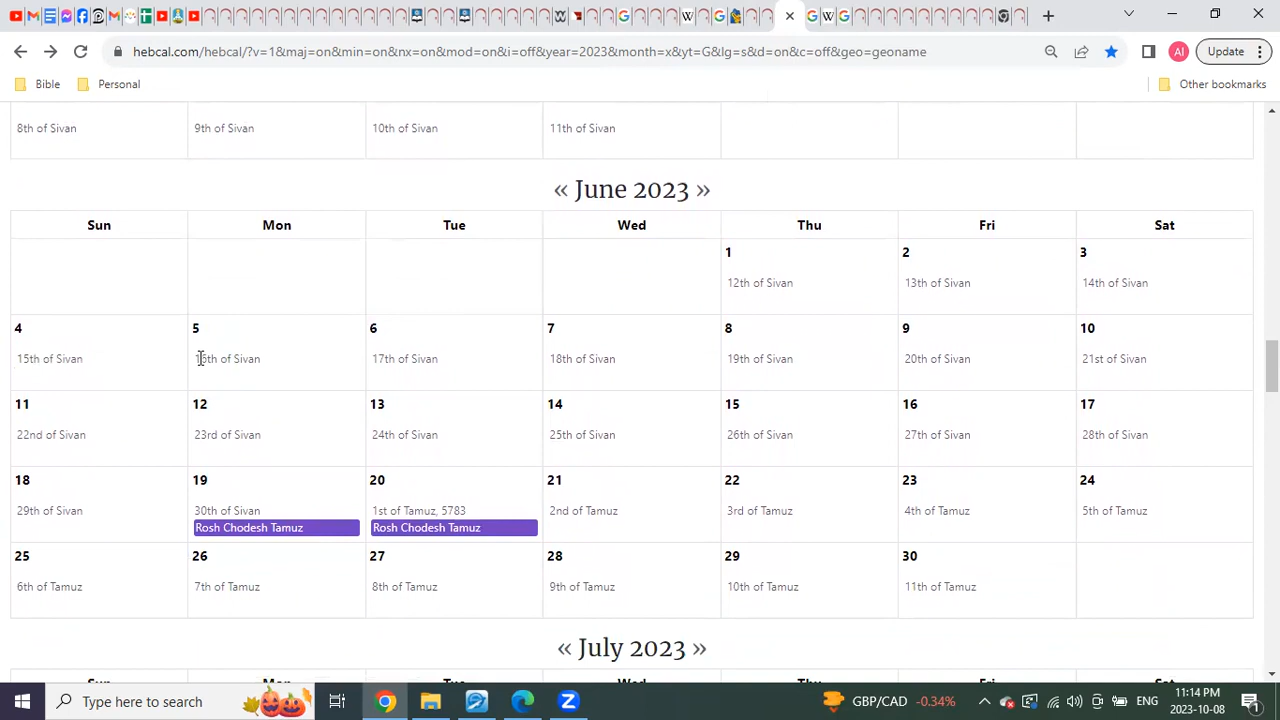 hebcal.com/hebcal/?v=1&maj=on&min=on&nx=on&mod=on&i=off&year=2023&month=x&yt=G&lg=s&d=on&c=off&geo=geoname
AI
Update
Bible Personal Other bookmarks
8th of Sivan 9th of Sivan 10th of Sivan 11th of Sivan
« June 2023 »
Sun Mon Tue Wed Thu Fri Sat
1 2 3
12th of Sivan 13th of Sivan 14th of Sivan
4 5 6 7 8 9 10
15th of Sivan 16th of Sivan 17th of Sivan 18th of Sivan 19th of Sivan 20th of Sivan 21st of Sivan
11 12 13 14 15 16 17
22nd of Sivan 23rd of Sivan 24th of Sivan 25th of Sivan 26th of Sivan 27th of Sivan 28th of Sivan
18 19 20 21 22 23 24
29th of Sivan 30th of Sivan 1st of Tamuz, 5783 2nd of Tamuz 3rd of Tamuz 4th of Tamuz 5th of Tamuz
Rosh Chodesh Tamuz Rosh Chodesh Tamuz
25 26 27 28 29 30
6th of Tamuz 7th of Tamuz 8th of Tamuz 9th of Tamuz 10th of Tamuz 11th of Tamuz
« July 2023 »
Type here to search
GBP/CAD -0.34%
ENG
11:14 PM
2023-10-08
1